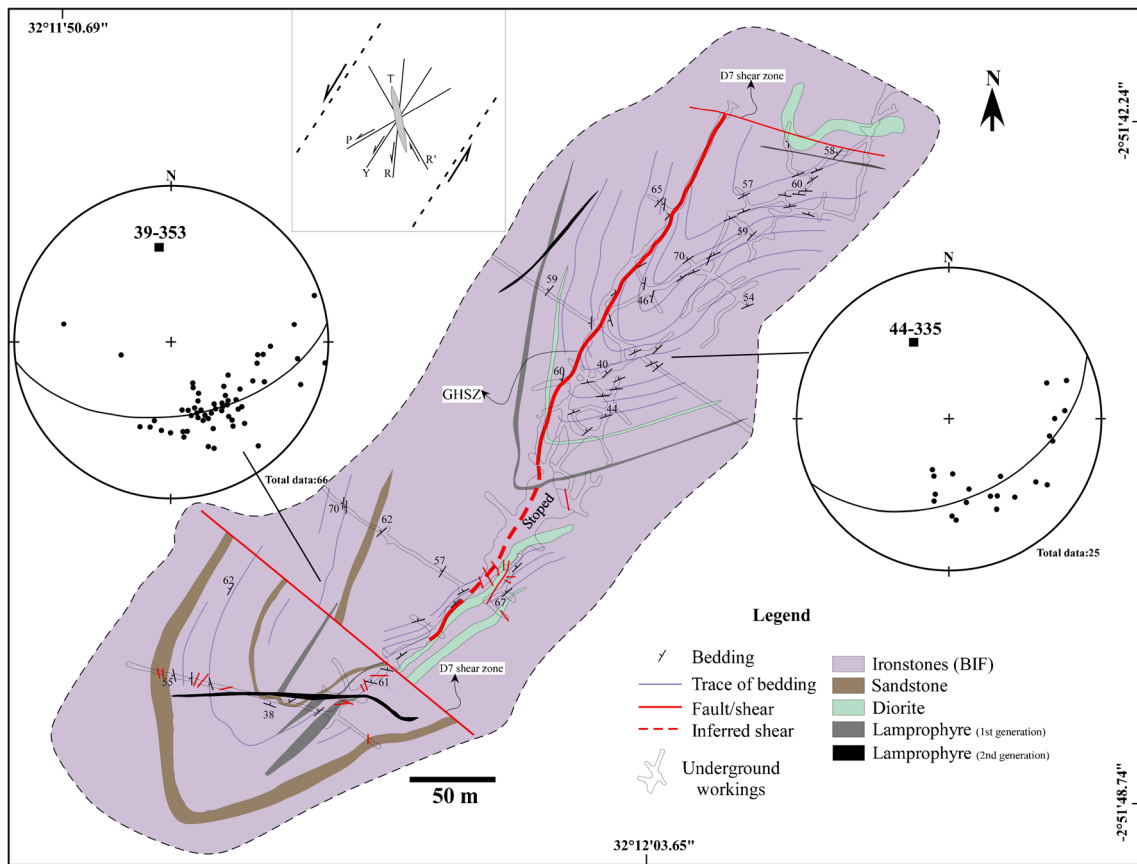 32°11'50.69"
N
-2°51'42.24"
D7 shear zone
T
P
Y
R
R'
58
57
60
65
59
70
46
54
59
N
39-353
Total data:66
N
44-335
Total data:25
60
40
44
GHSZ
Stoped
70
62
57
67
62
55
38
61
D7 shear zone
50 m
Legend
Bedding
Trace of bedding
Fault/shear
Inferred shear
Underground
workings
Ironstones (BIF)
Sandstone
Diorite
Lamprophyre (1st generation)
Lamprophyre (2nd generation)
32°12'03.65"
-2°51'48.74"